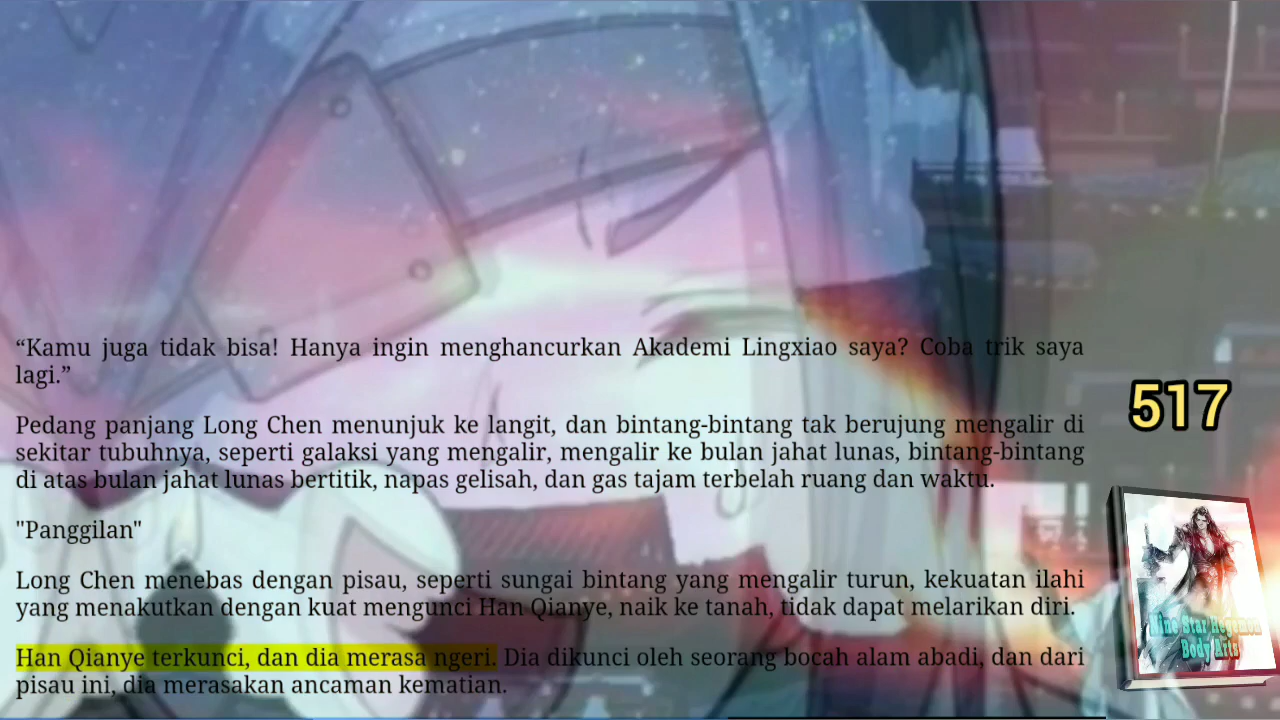 “Kamu juga tidak bisa! Hanya ingin menghancurkan Akademi Lingxiao saya? Coba trik saya
lagi.”
Pedang panjang Long Chen menunjuk ke langit, dan bintang-bintang tak berujung mengalir di
sekitar tubuhnya, seperti galaksi yang mengalir, mengalir ke bulan jahat lunas, bintang-bintang
di atas bulan jahat lunas bertitik, napas gelisah, dan gas tajam terbelah ruang dan waktu.
"Panggilan"
Long Chen menebas dengan pisau, seperti sungai bintang yang mengalir turun, kekuatan ilahi
yang menakutkan dengan kuat mengunci Han Qianye, naik ke tanah, tidak dapat melarikan diri.
Han Qianye terkunci, dan dia merasa ngeri. Dia dikunci oleh seorang bocah alam abadi, dan dari
pisau ini, dia merasakan ancaman kematian.
517
Nine Star Hegemon
Body Arts